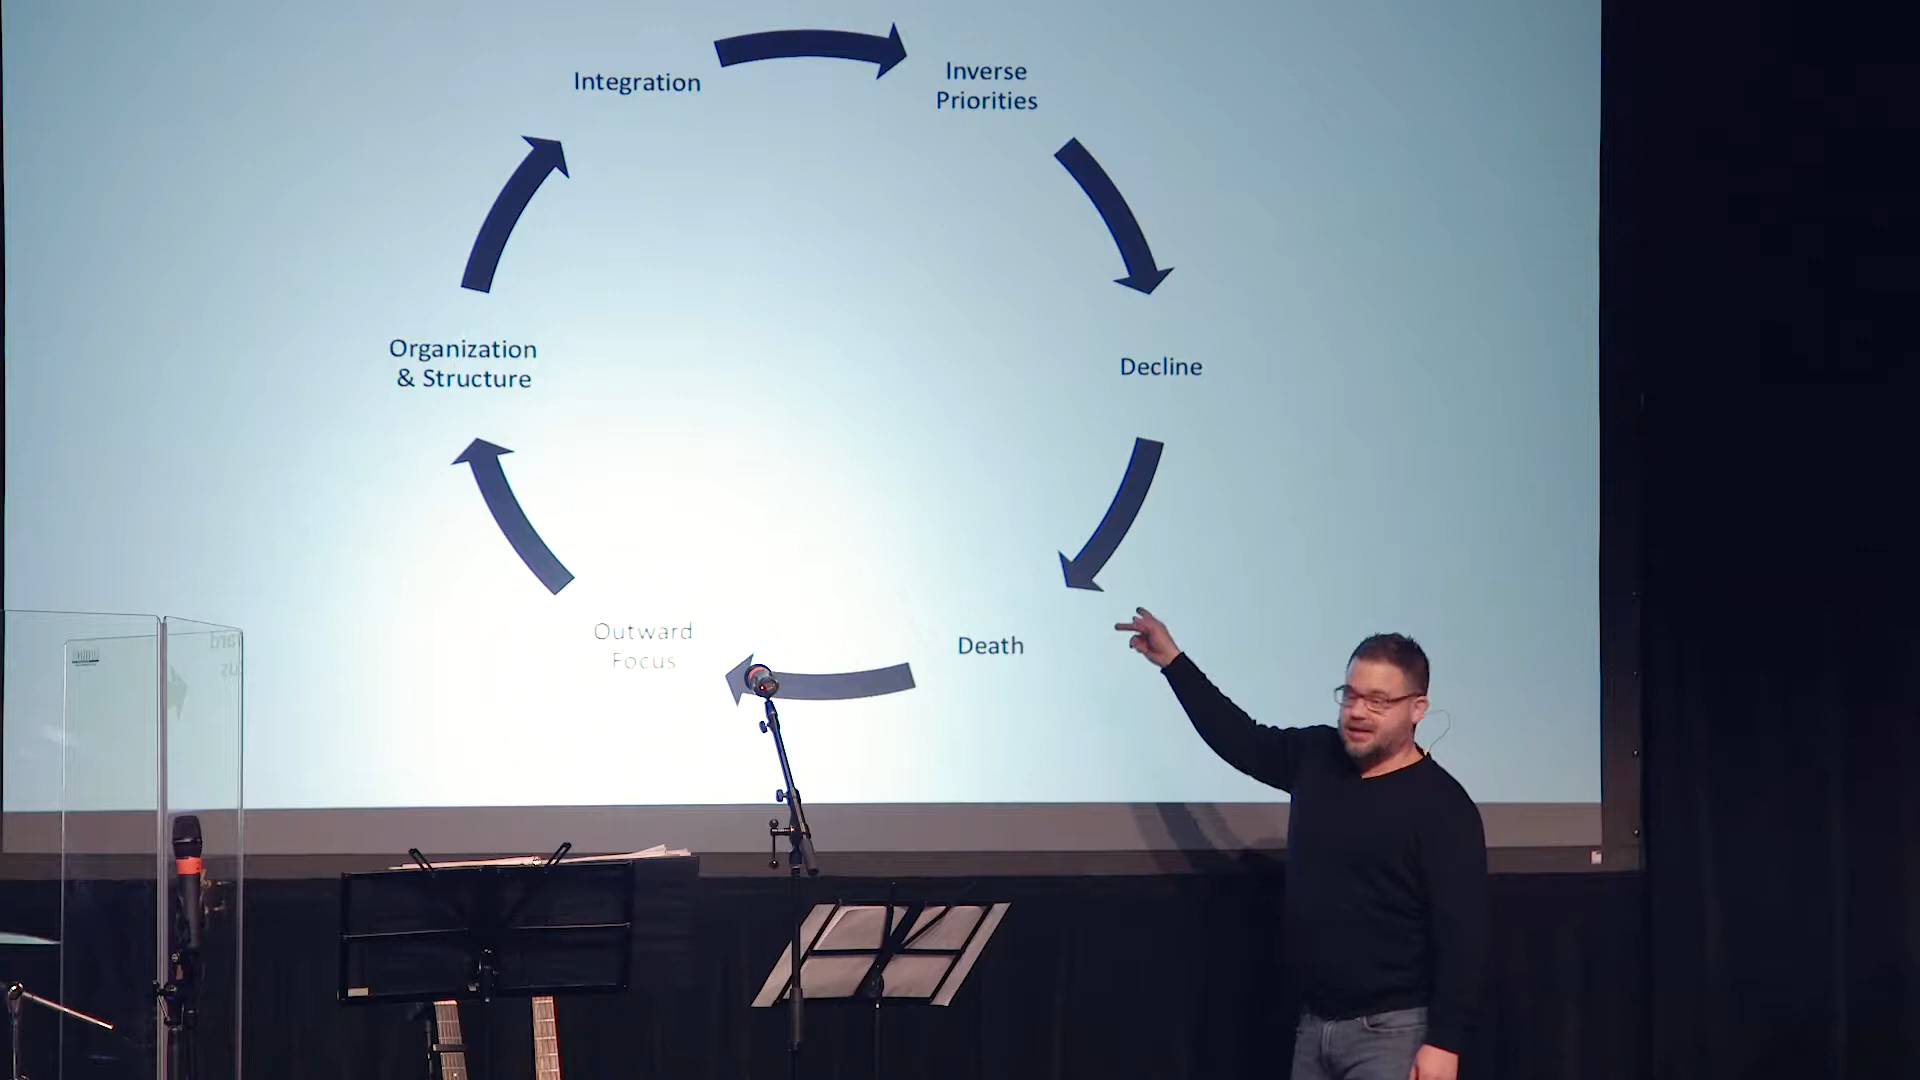 Integration
Inverse
Priorities
Organization
& Structure
Decline
Outward
Focus
Death